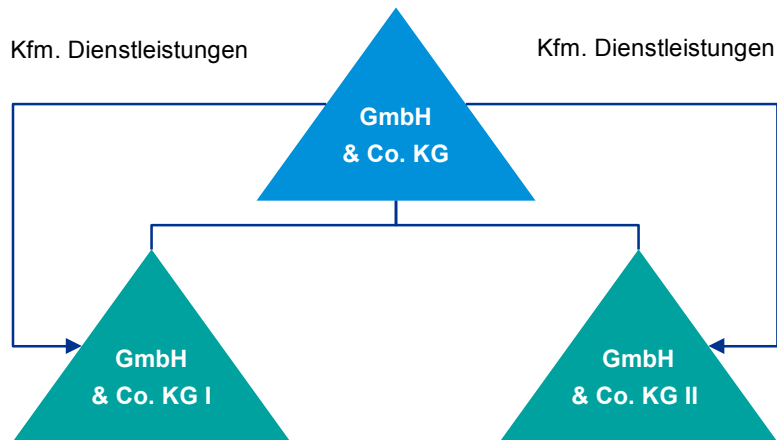 Kfm. Dienstleistungen
Kfm. Dienstleistungen
GmbH
& Co. KG
GmbH
& Co. KG I
GmbH
& Co. KG II